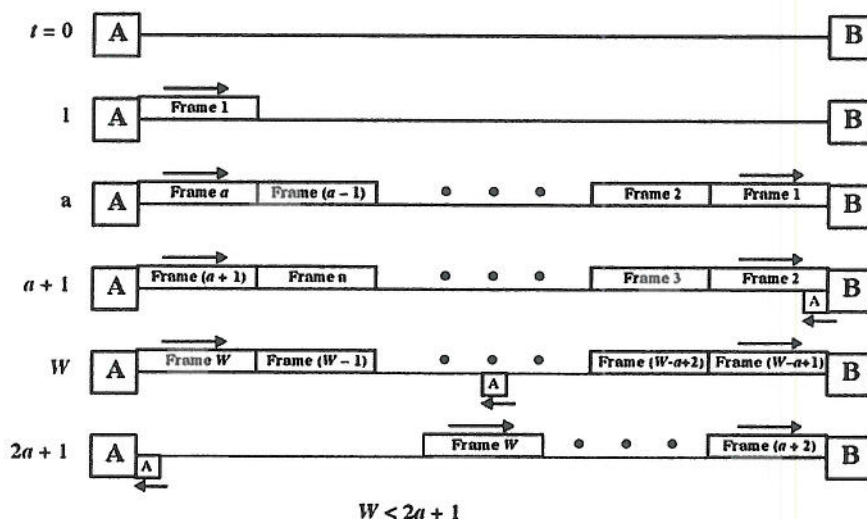 t = 0 A B
1 A Frame 1 B
a A Frame a Frame (a – 1) Frame 2 Frame 1 B
a + 1 A Frame (a + 1) Frame n Frame 3 Frame 2 A B
W A Frame W Frame (W – 1) A Frame (W-a+2) Frame (W–a+1) B
2a + 1 A A Frame W Frame (a + 2) B
W < 2a + 1